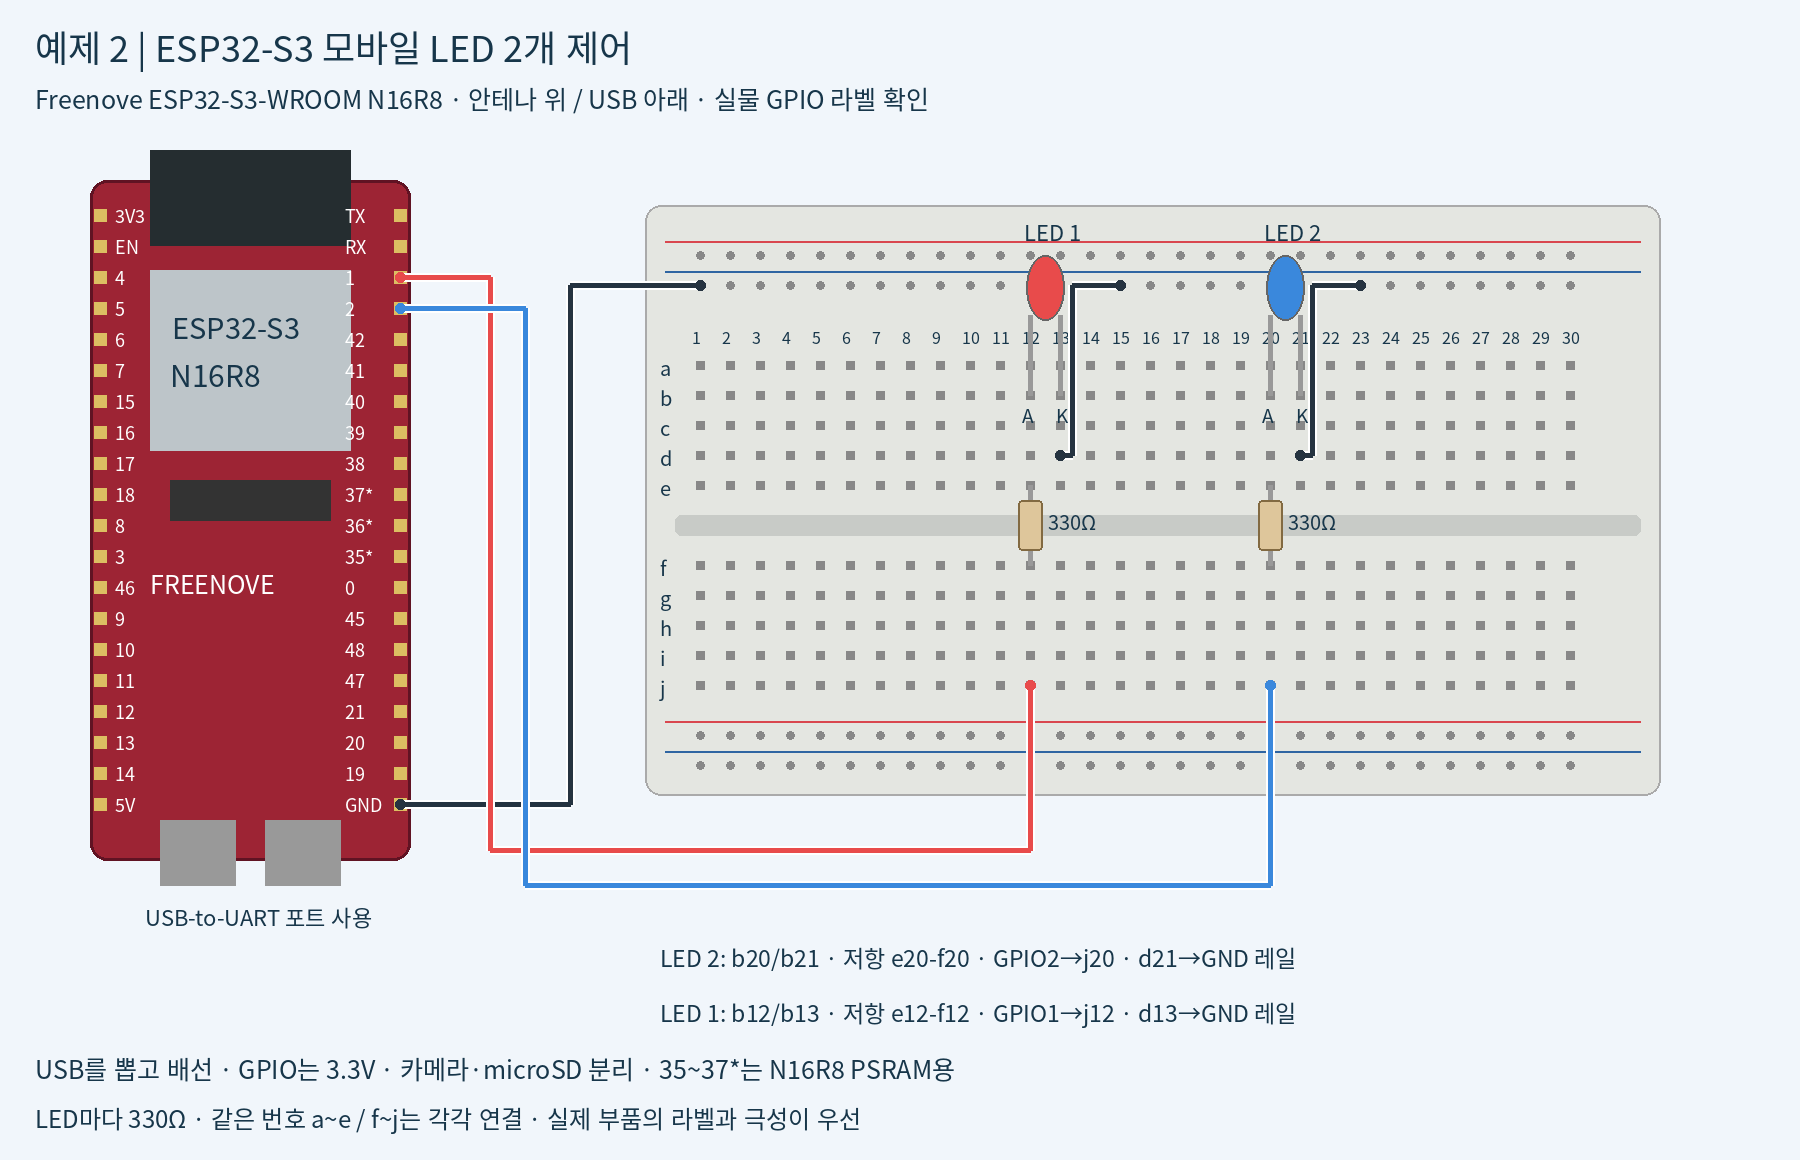 예제 2 | ESP32-S3 모바일 LED 2개 제어
Freenove ESP32-S3-WROOM N16R8 · 안테나 위 / USB 아래 · 실물 GPIO 라벨 확인
3V3 TX
EN RX
4 1
5 2
6 42
7 41
15 40
16 39
17 38
18 37*
8 36*
3 35*
46 0
9 45
10 48
11 47
12 21
13 20
14 19
5V GND
ESP32-S3
N16R8
FREENOVE
USB-to-UART 포트 사용
LED 1 LED 2
1 2 3 4 5 6 7 8 9 10 11 12 13 14 15 16 17 18 19 20 21 22 23 24 25 26 27 28 29 30
a
b
A K A K
c
d
e
330Ω 330Ω
f
g
h
i
j
LED 2: b20/b21 · 저항 e20-f20 · GPIO2→j20 · d21→GND 레일
LED 1: b12/b13 · 저항 e12-f12 · GPIO1→j12 · d13→GND 레일
USB를 뽑고 배선 · GPIO는 3.3V · 카메라·microSD 분리 · 35~37*는 N16R8 PSRAM용
LED마다 330Ω · 같은 번호 a~e / f~j는 각각 연결 · 실제 부품의 라벨과 극성이 우선